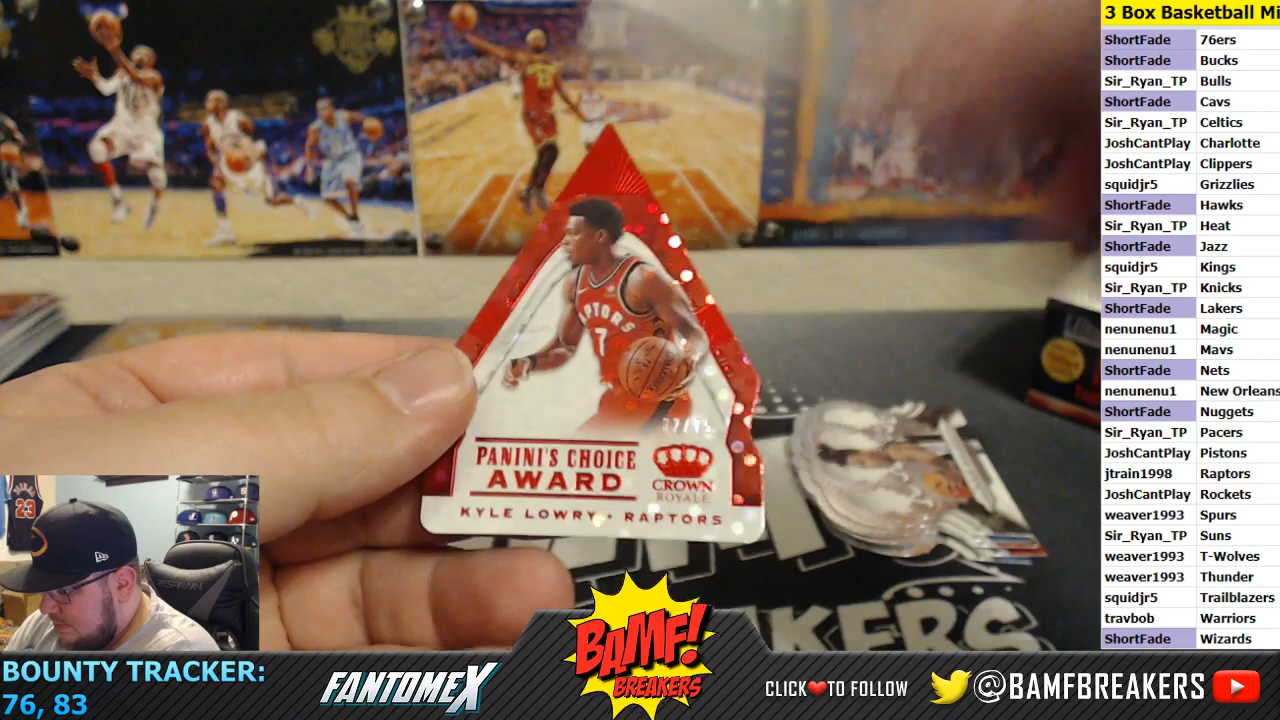 3 Box Basketball Mi
ShortFade 76ers
ShortFade Bucks
Sir_Ryan_TP Bulls
ShortFade Cavs
Sir_Ryan_TP Celtics
JoshCantPlay Charlotte
JoshCantPlay Clippers
squidjr5 Grizzlies
ShortFade Hawks
Sir_Ryan_TP Heat
ShortFade Jazz
squidjr5 Kings
Sir_Ryan_TP Knicks
ShortFade Lakers
nenunenu1 Magic
nenunenu1 Mavs
ShortFade Nets
nenunenu1 New Orleans
ShortFade Nuggets
Sir_Ryan_TP Pacers
JoshCantPlay Pistons
jtrain1998 Raptors
JoshCantPlay Rockets
weaver1993 Spurs
Sir_Ryan_TP Suns
weaver1993 T-Wolves
weaver1993 Thunder
squidjr5 Trailblazers
travbob Warriors
ShortFade Wizards
RAPTORS
7
PANINI'S CHOICE
AWARD
CROWN
ROYALE
KYLE LOWRY • RAPTORS
23
RESPAWN
KERS
BOUNTY TRACKER:
76, 83
FANTOMEX
BAMF!
BREAKERS
CLICK❤TO FOLLOW
@BAMFBREAKERS